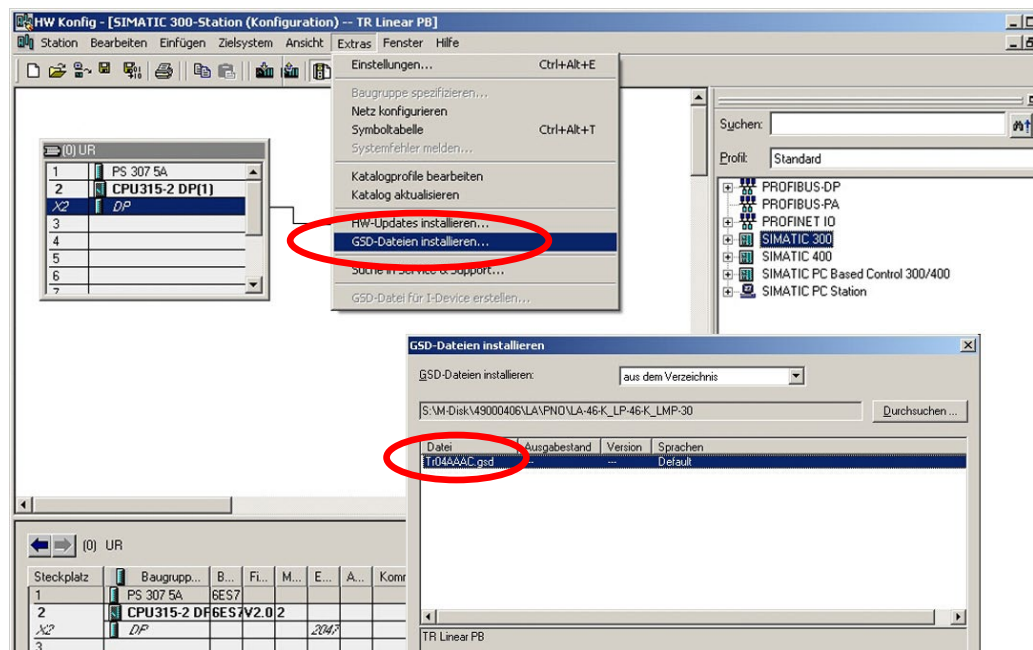 HW Konfig - [SIMATIC 300-Station (Konfiguration) -- TR Linear PB]
Station Bearbeiten Einfügen Zielsystem Ansicht Extras Fenster Hilfe
Einstellungen... Ctrl+Alt+E
Baugruppe spezifizieren...
Netz konfigurieren
Symboltabelle Ctrl+Alt+T
Systemfehler melden...
Katalogprofile bearbeiten
Katalog aktualisieren
HW-Updates installieren...
GSD-Dateien installieren...
Suche in Service & Support...
GSD-Datei für I-Device erstellen...
(0) UR
1 PS 307 5A
2 CPU315-2 DP(1)
X2 DP
3
4
5
6
7
Suchen:
Profil: Standard
PROFIBUS-DP
PROFIBUS-PA
PROFINET IO
SIMATIC 300
SIMATIC 400
SIMATIC PC Based Control 300/400
SIMATIC PC Station
GSD-Dateien installieren
GSD-Dateien installieren: aus dem Verzeichnis
S:\M-Disk\49000406\LA\PNO\LA-46-K_LP-46-K_LMP-30 Durchsuchen ...
Datei Ausgabestand Version Sprachen
Tr04AAAC.gsd --- --- Default
TR Linear PB
(0) UR
Steckplatz Baugrupp... B... Fi... M... E... A... Komm
1 PS 307 5A 6ES7
2 CPU315-2 DP 6ES7 V2.0 2
X2 DP 2047
3